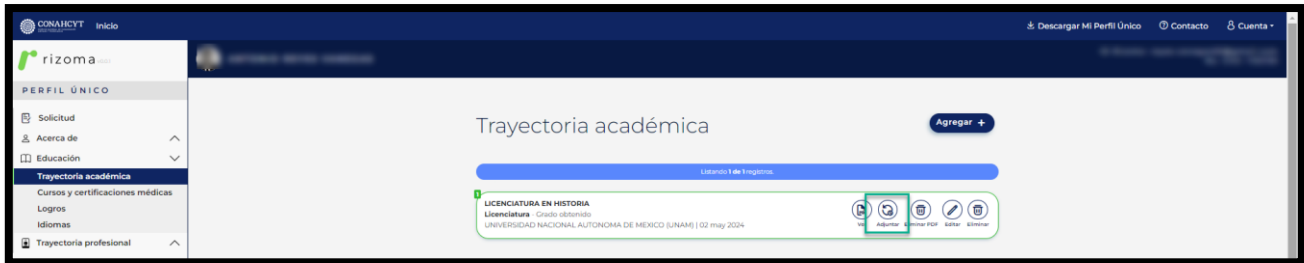 CONAHCYT Inicio
Descargar Mi Perfil Único Contacto Cuenta
rizoma
PERFIL ÚNICO
Solicitud
Acerca de
Educación
Trayectoria académica
Cursos y certificaciones médicas
Logros
Idiomas
Trayectoria profesional
Trayectoria académica
Agregar +
Listando 1 de 1 registros.
1
LICENCIATURA EN HISTORIA
Licenciatura - Grado obtenido
UNIVERSIDAD NACIONAL AUTONOMA DE MEXICO (UNAM) | 02 may 2024
Ver Adjuntar Eliminar PDF Editar Eliminar